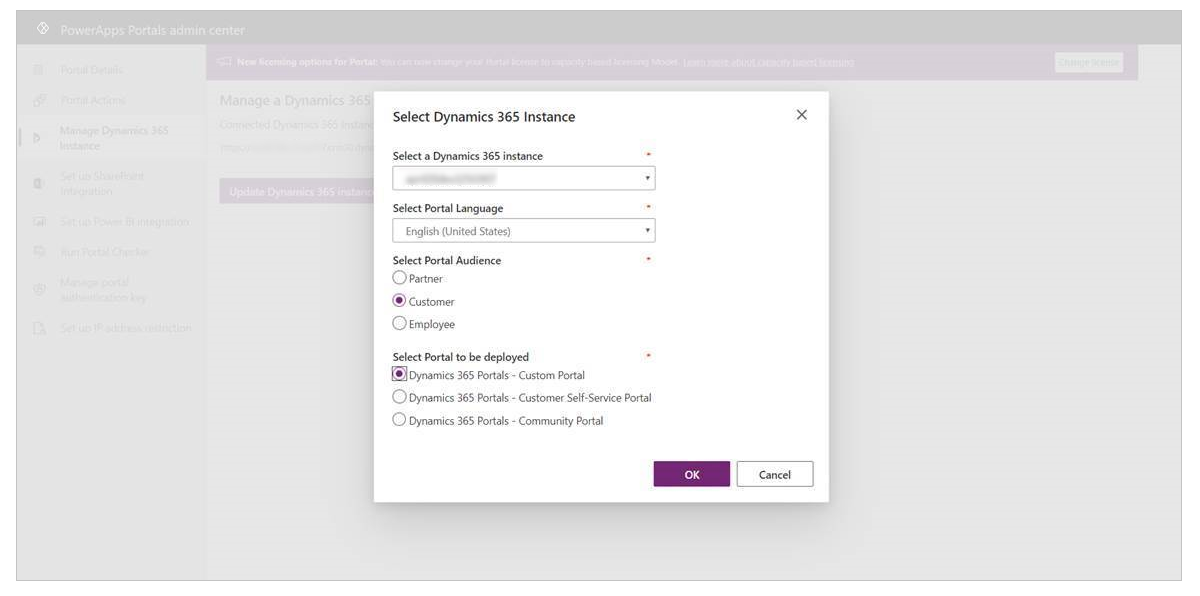 PowerApps Portals admin center
Portal Details
New licensing options for Portal: We can now change your Portal license to capacity based licensing Model. Learn more about capacity based licensing
Change license
Portal Actions
Manage a Dynamics 365
Manage Dynamics 365
Instance
Connected Dynamics 365 Instanc
Set up SharePoint
Integration
Update Dynamics 365 instanc
Set up Power BI integration
Run Portal Checker
Manage portal
authentication key
Set up IP address restriction
Select Dynamics 365 Instance
Select a Dynamics 365 instance *
Select Portal Language *
English (United States)
Select Portal Audience *
Partner
Customer
Employee
Select Portal to be deployed *
Dynamics 365 Portals - Custom Portal
Dynamics 365 Portals - Customer Self-Service Portal
Dynamics 365 Portals - Community Portal
OK
Cancel